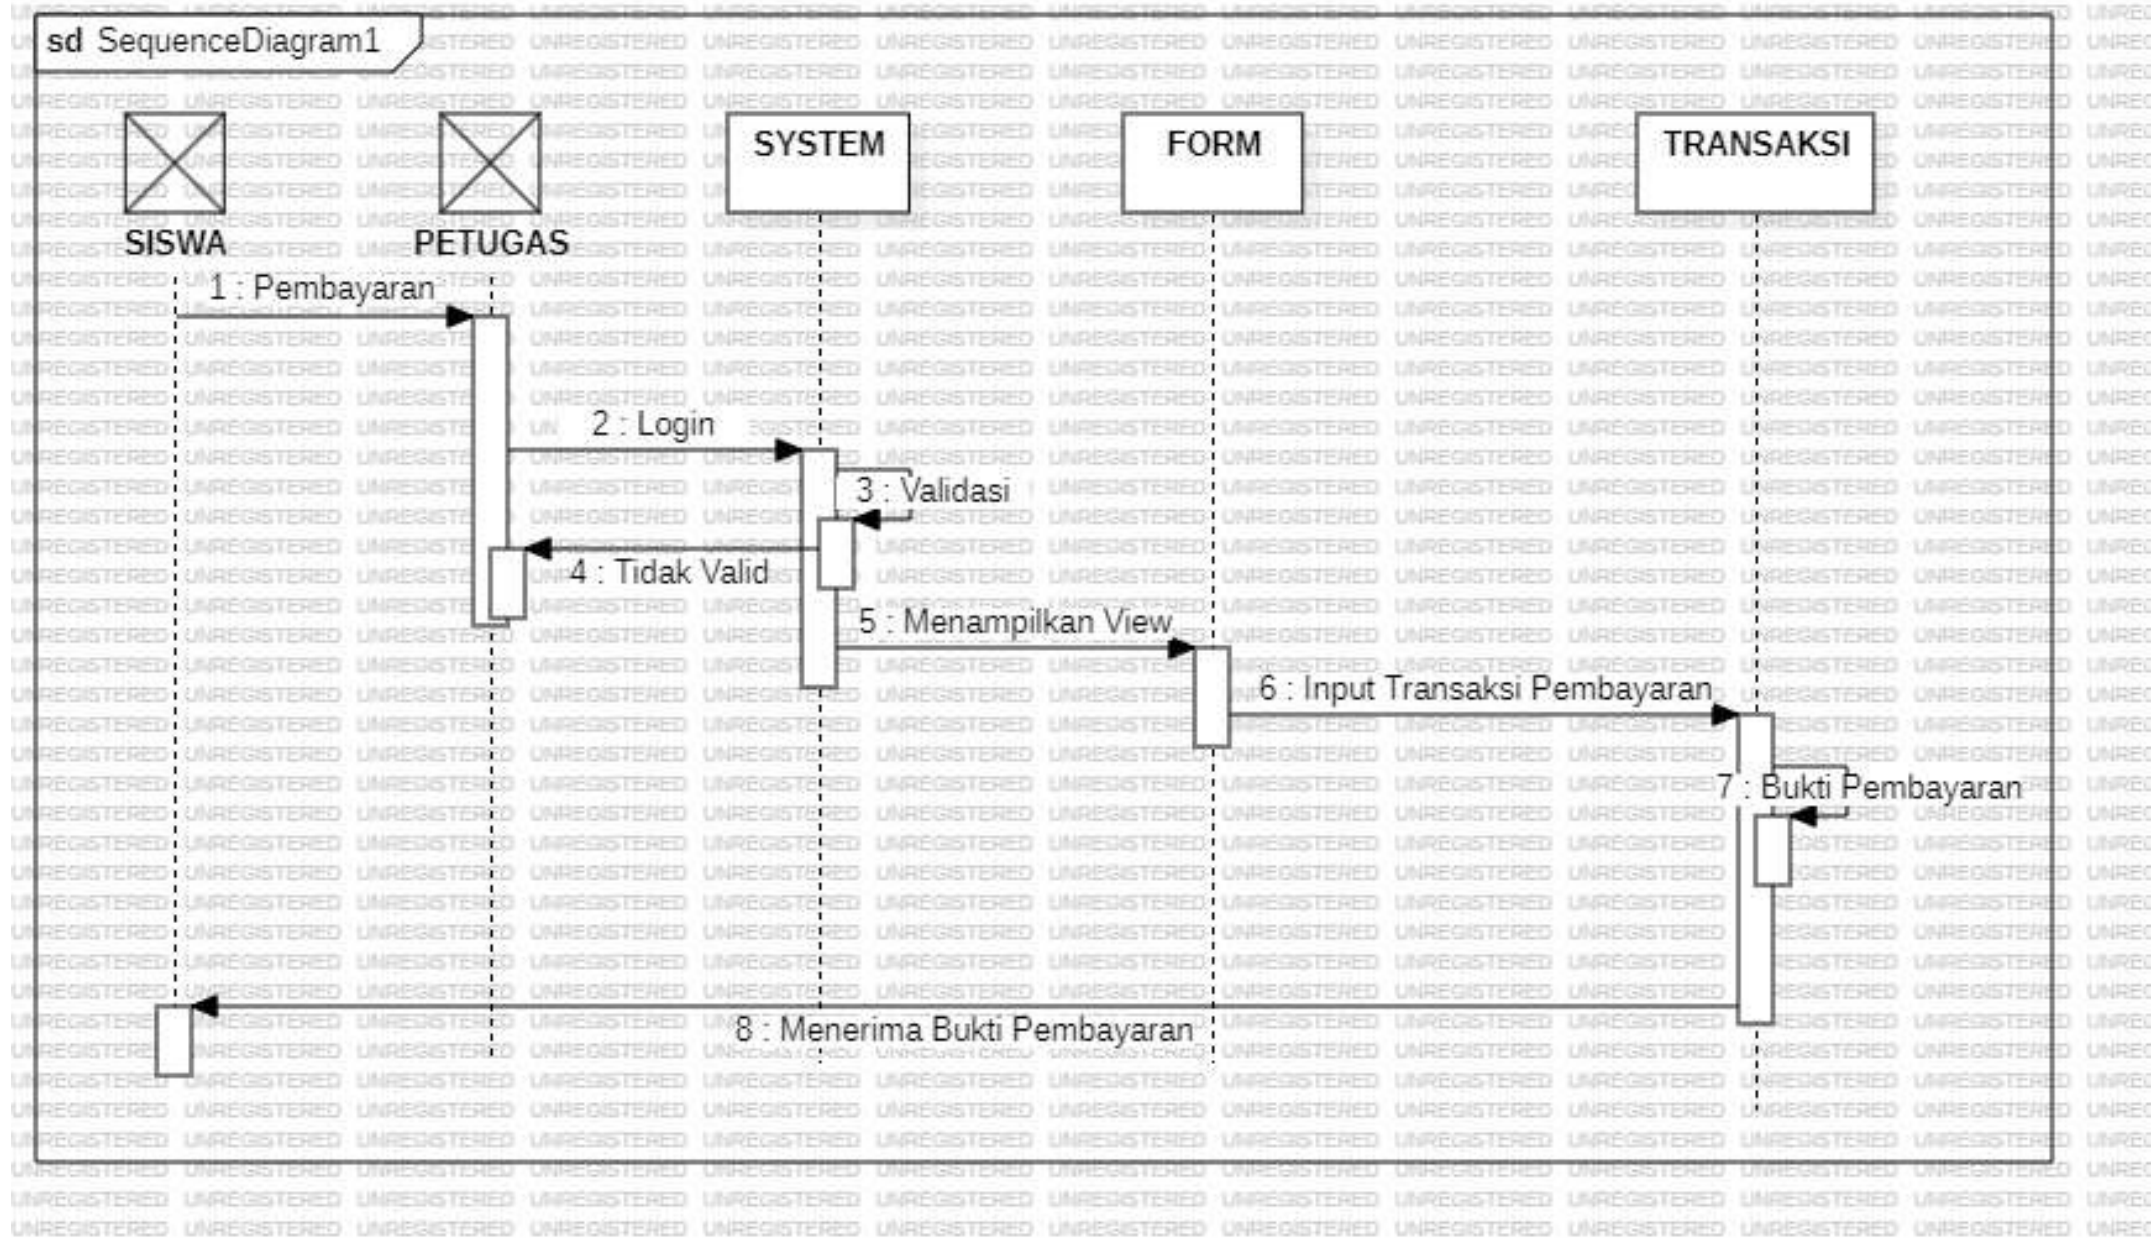 sd SequenceDiagram1
SYSTEM
FORM
TRANSAKSI
SISWA
PETUGAS
1 : Pembayaran
2 : Login
3 : Validasi
4 : Tidak Valid
5 : Menampilkan View
6 : Input Transaksi Pembayaran
7 : Bukti Pembayaran
8 : Menerima Bukti Pembayaran
UNREGISTERED